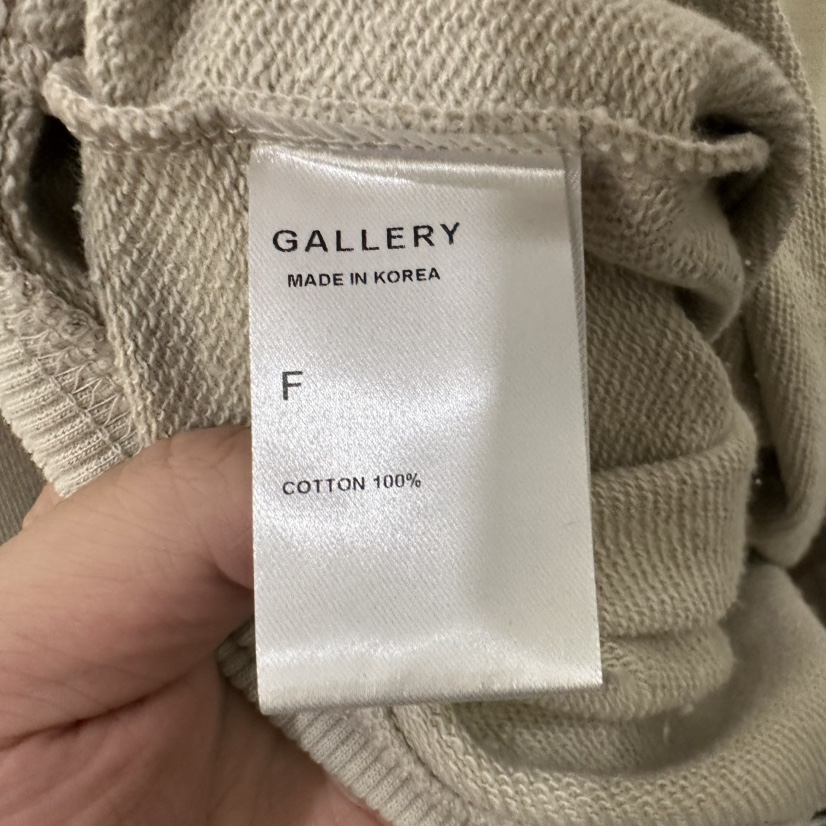 GALLERY
MADE IN KOREA
F
COTTON 100%